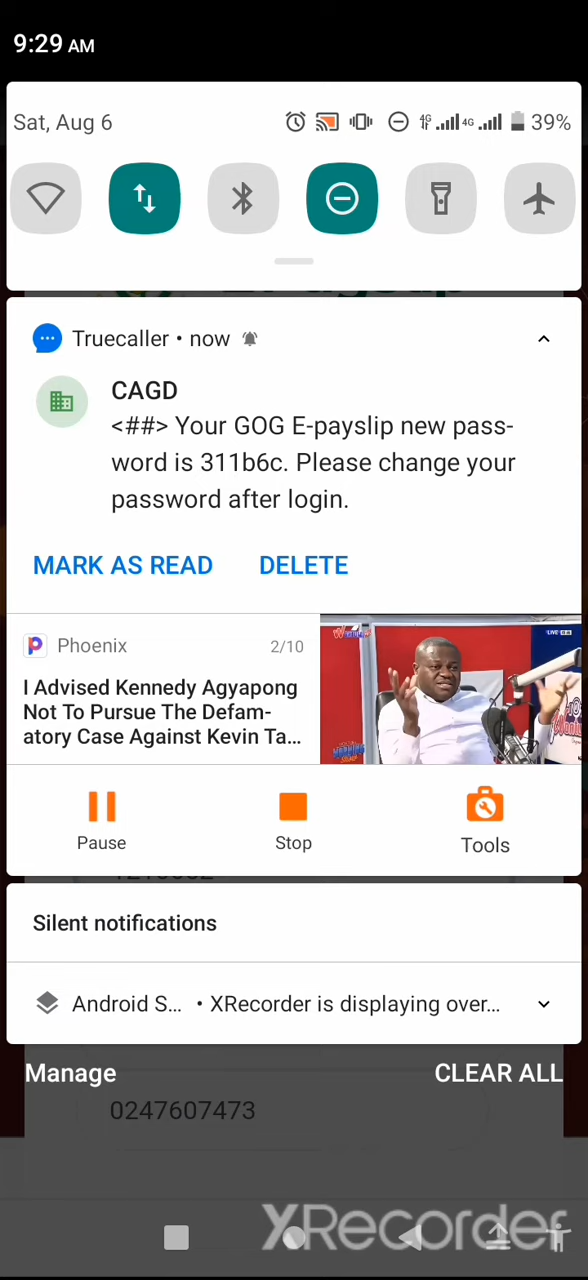 9:29 AM
Sat, Aug 6
4G
4G
39%
Truecaller • now
CAGD
<##> Your GOG E-payslip new pass-
word is 311b6c. Please change your
password after login.
MARK AS READ DELETE
Phoenix 2/10
I Advised Kennedy Agyapong
Not To Pursue The Defam-
atory Case Against Kevin Ta...
Pause Stop Tools
Silent notifications
Android S... • XRecorder is displaying over...
Manage CLEAR ALL
0247607473
XRecorder